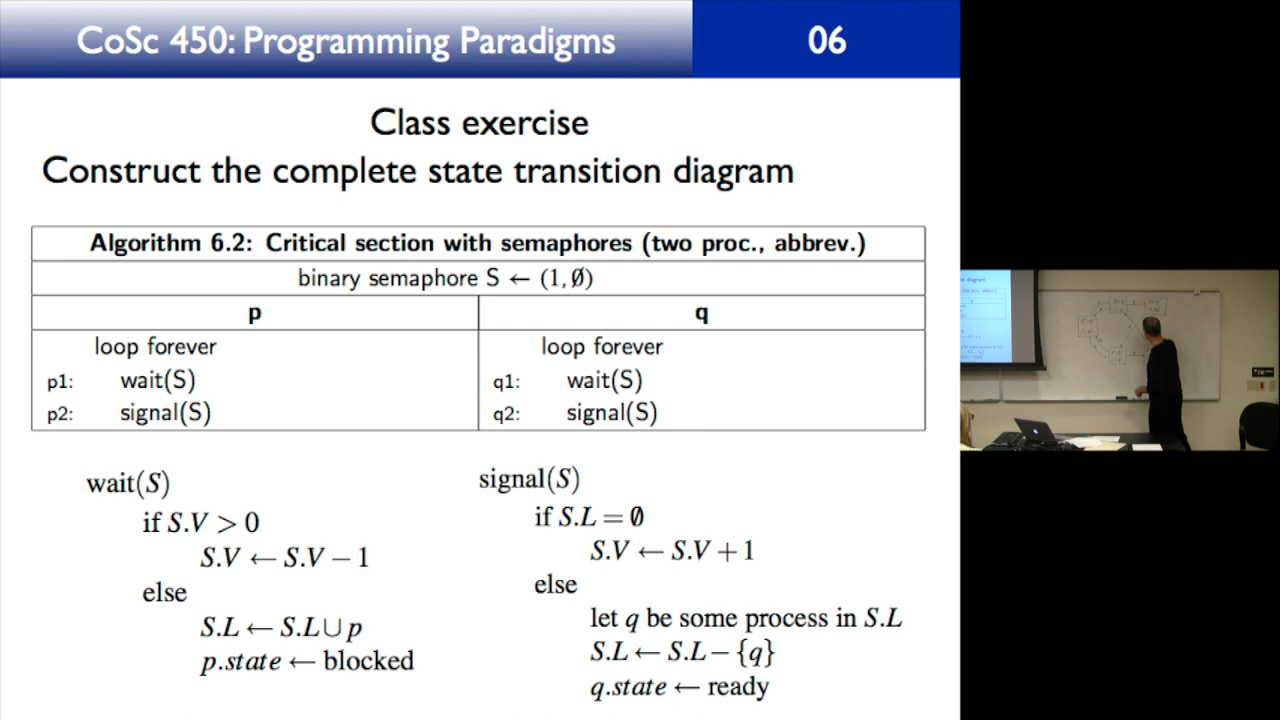 CoSc 450: Programming Paradigms
06
Class exercise
Construct the complete state transition diagram
Algorithm 6.2: Critical section with semaphores (two proc., abbrev.)
binary semaphore S ← (1, ∅)
p q
loop forever loop forever
p1: wait(S) q1: wait(S)
p2: signal(S) q2: signal(S)
wait(S)
if S.V > 0
S.V ← S.V − 1
else
S.L ← S.L ∪ p
p.state ← blocked
signal(S)
if S.L = ∅
S.V ← S.V + 1
else
let q be some process in S.L
S.L ← S.L − {q}
q.state ← ready